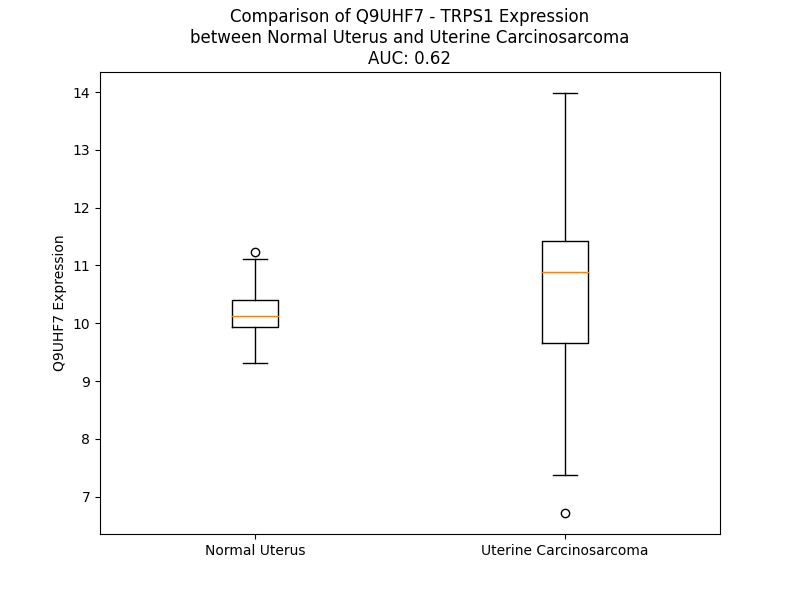 Comparison of Q9UHF7 - TRPS1 Expression
between Normal Uterus and Uterine Carcinosarcoma
AUC: 0.62
14
13
12
11
10
9
8
7
Q9UHF7 Expression
Normal Uterus
Uterine Carcinosarcoma